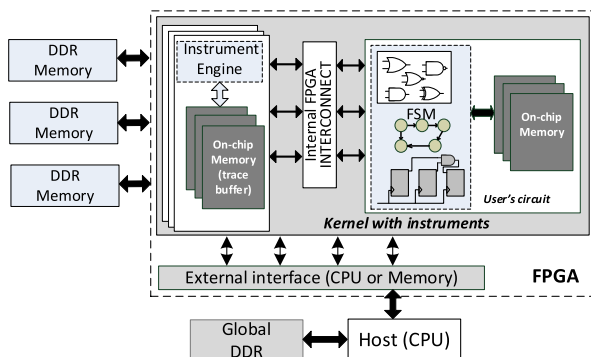 DDR
Memory
DDR
Memory
DDR
Memory
Instrument
Engine
On-chip
Memory
(trace
buffer)
Internal FPGA
INTERCONNECT
FSM
On-chip
Memory
User's circuit
Kernel with instruments
External interface (CPU or Memory)
FPGA
Global
DDR
Host (CPU)